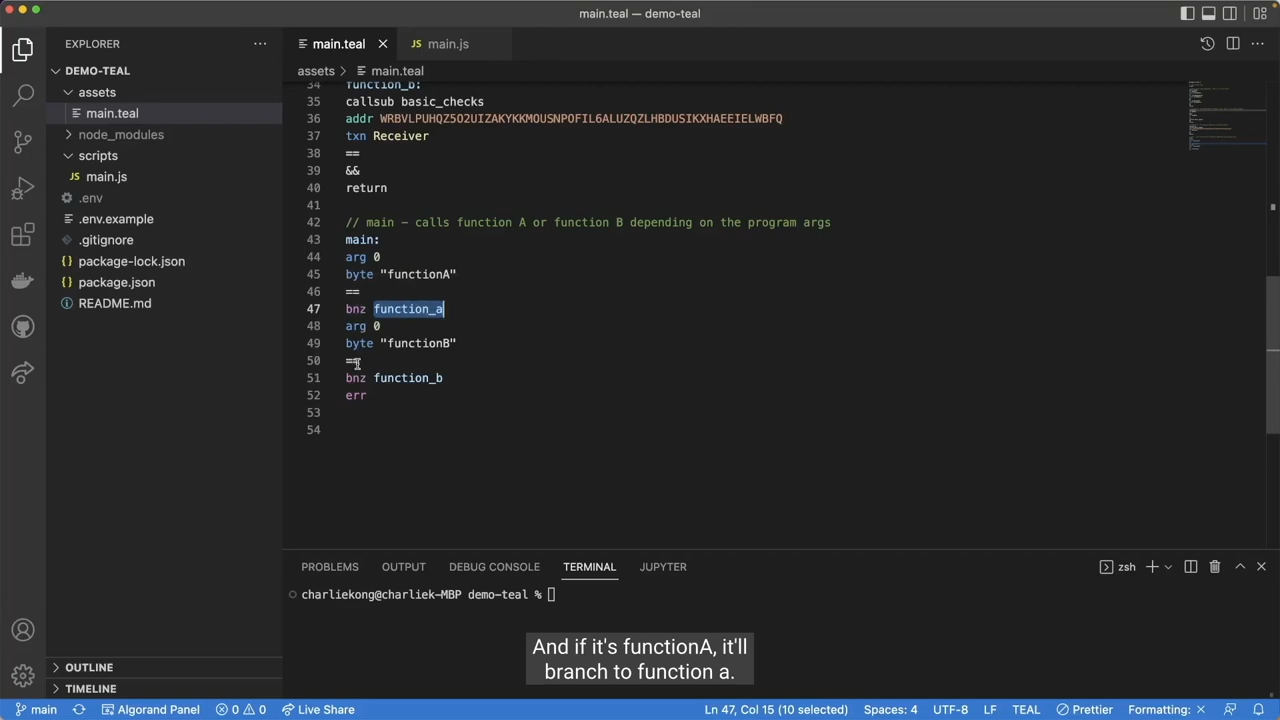 main.teal — demo-teal
EXPLORER
DEMO-TEAL
assets
main.teal
node_modules
scripts
JS main.js
.env
.env.example
.gitignore
{} package-lock.json
{} package.json
README.md
OUTLINE
TIMELINE
main.teal
JS main.js
assets > main.teal
34 function_b:
35 callsub basic_checks
36 addr WRBVLPUHQZ5O2UIZAKYKKMOUSNPOFIL6ALUZQZLHBDUSIKXHAEEIELWBFQ
37 txn Receiver
38 ==
39 &&
40 return
41
42 // main - calls function A or function B depending on the program args
43 main:
44 arg 0
45 byte "functionA"
46 ==
47 bnz function_a
48 arg 0
49 byte "functionB"
50 ==
51 bnz function_b
52 err
53
54
PROBLEMS OUTPUT DEBUG CONSOLE TERMINAL JUPYTER
zsh
charliekong@charliek-MBP demo-teal %
And if it's functionA, it'll
branch to function a.
main Algorand Panel 0 0 Live Share Ln 47, Col 15 (10 selected) Spaces: 4 UTF-8 LF TEAL Prettier Formatting: ×